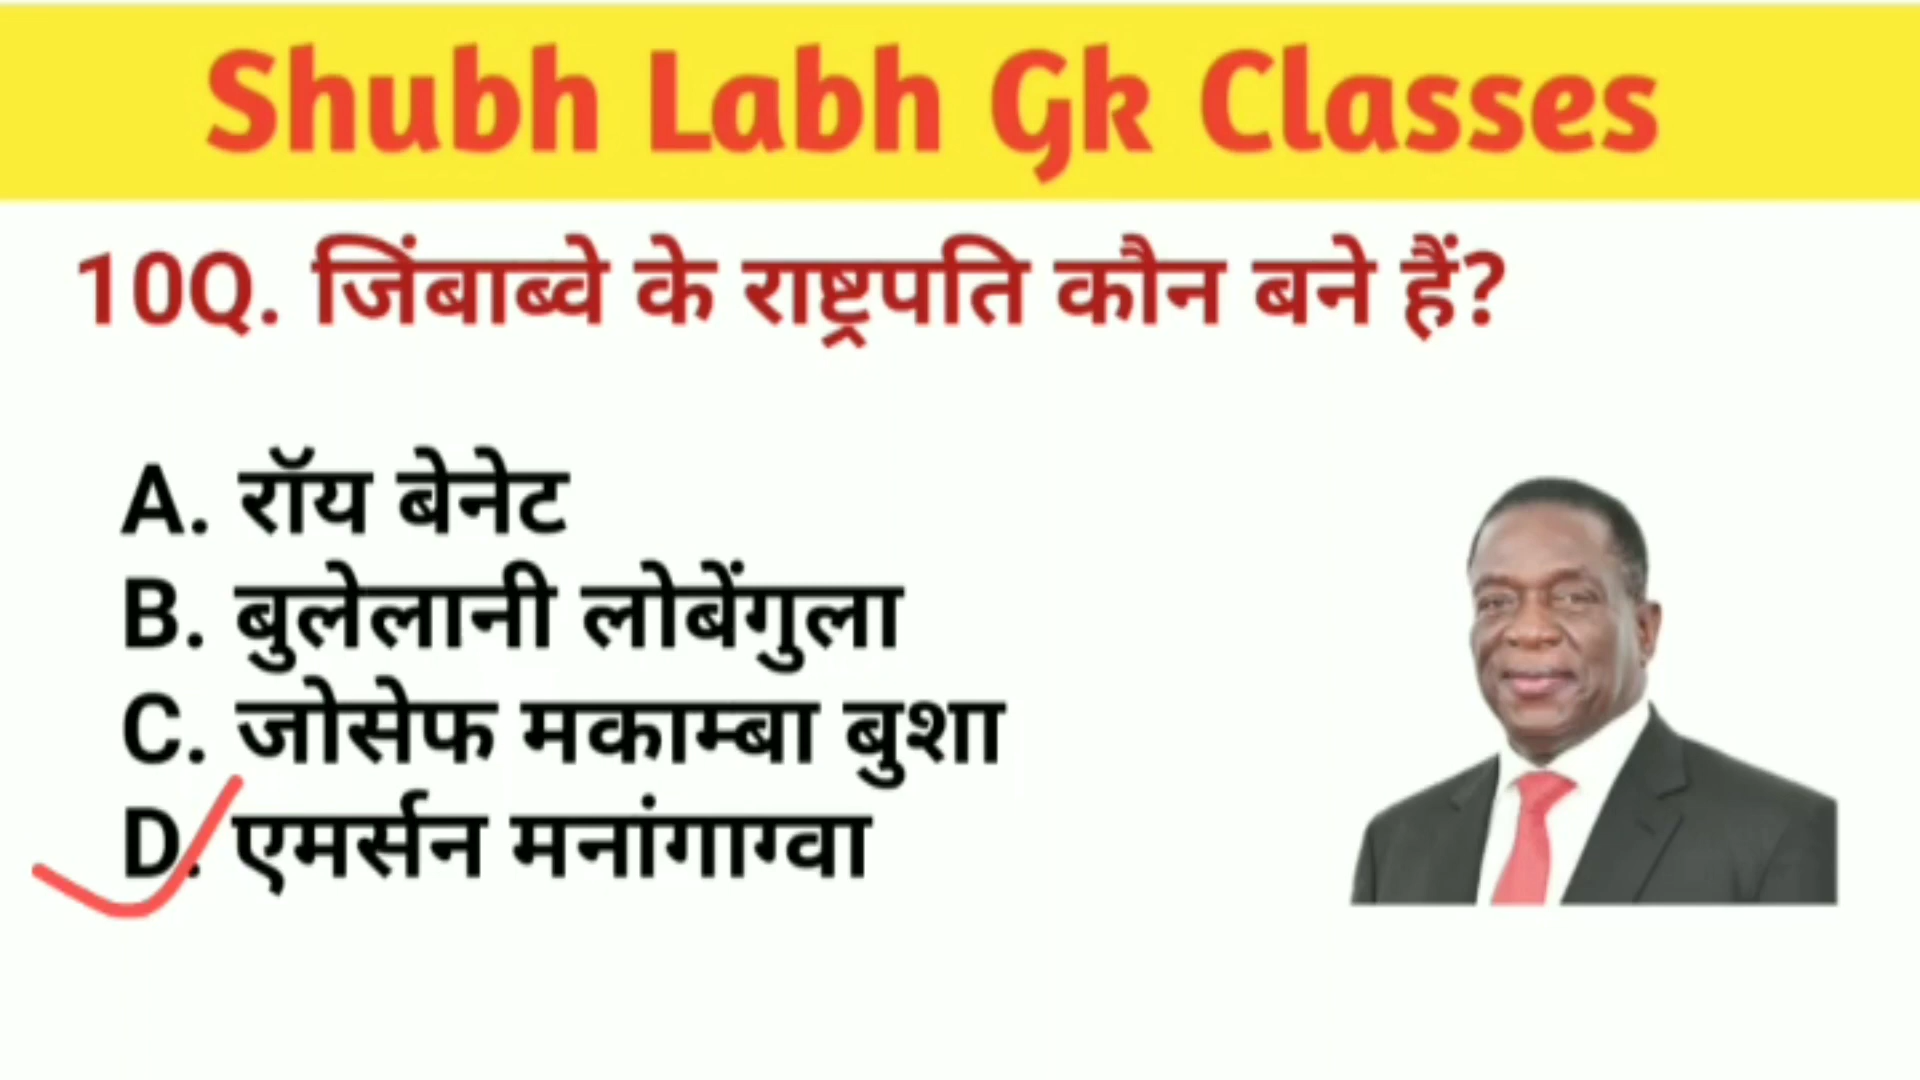 Shubh Labh Gk Classes
10Q. जिंबाब्वे के राष्ट्रपति कौन बने हैं?
A. रॉय बेनेट
B. बुलेलानी लोबेंगुला
C. जोसेफ मकाम्बा बुशा
D. एमर्सन मनांगाग्वा